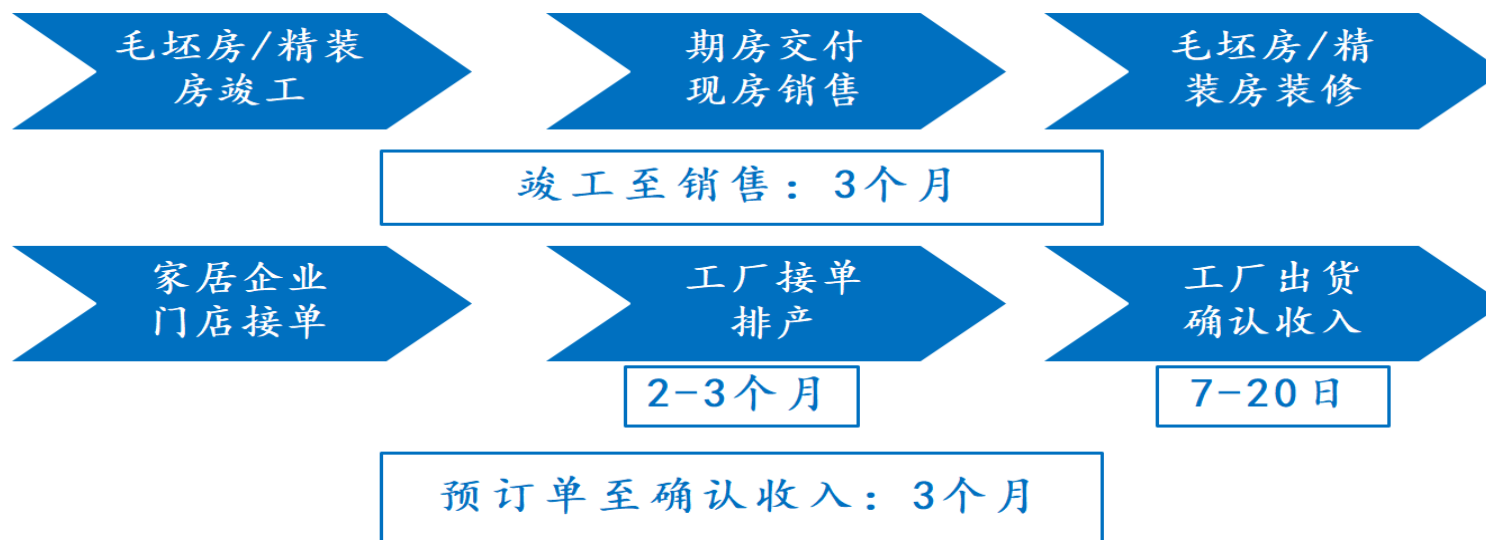 毛坯房/精装
房竣工
期房交付
现房销售
毛坯房/精
装房装修
竣工至销售：3个月
家居企业
门店接单
工厂接单
排产
工厂出货
确认收入
2-3个月
7-20日
预订单至确认收入：3个月